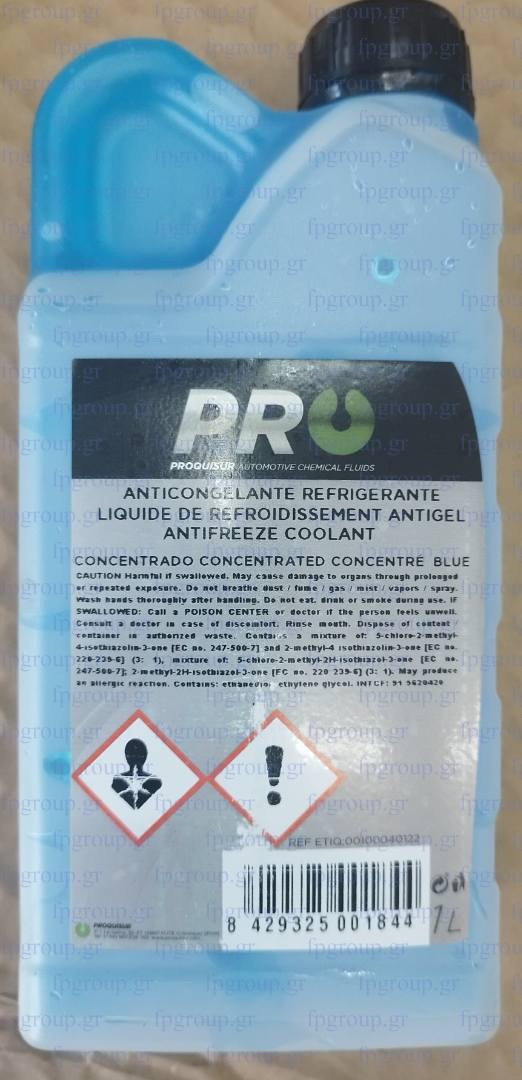 fpgroup.gr
PRO
PROQUISUR AUTOMOTIVE CHEMICAL FLUIDS
ANTICONGELANTE REFRIGERANTE
LIQUIDE DE REFROIDISSEMENT ANTIGEL
ANTIFREEZE COOLANT
CONCENTRADO CONCENTRATED CONCENTRE BLUE
CAUTION Harmful if swallowed. May cause damage to organs through prolonged
or repeated exposure. Do not breathe dust / fume / gas / mist / vapors / spray.
Wash hands thoroughly after handling. Do not eat, drink or smoke during use. IF
SWALLOWED: Call a POISON CENTER or doctor if the person feels unwell.
Consult a doctor in case of discomfort. Rinse mouth. Dispose of content /
container in authorized waste. Contains a mixture of: 5-chloro-2-methyl-
4-isothiazolin-3-one [EC no. 247-500-7] and 2-methyl-4 isothiazolin-3-one [EC
no. 220-239-6] (3: 1), mixture of: 5-chloro-2-methyl-2H-isothiazol-3-one [EC no.
247-500-7]; 2-methyl-2H-isothiazol-3-one [EC no. 220 239-6] (3: 1). May produce
an allergic reaction. Contains: ethanediol ethylene glycol. INTCF: 91 5620420
REF ETIQ.00100040122
8 429325 001844
1L
PROQUISUR